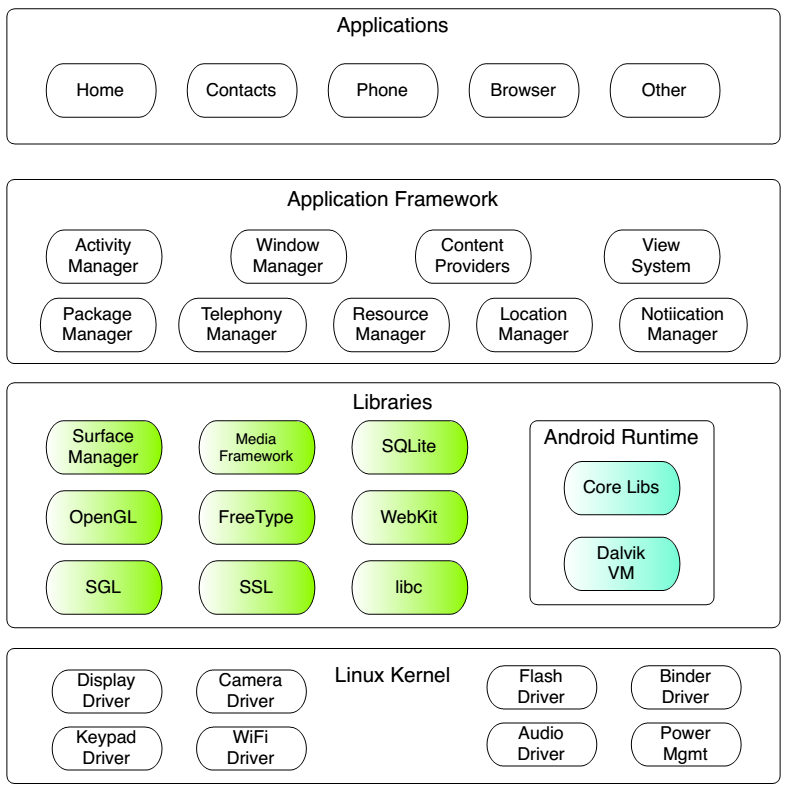 Applications
Home
Contacts
Phone
Browser
Other
Application Framework
Activity
Manager
Window
Manager
Content
Providers
View
System
Package
Manager
Telephony
Manager
Resource
Manager
Location
Manager
Notiication
Manager
Libraries
Surface
Manager
Media
Framework
SQLite
OpenGL
FreeType
WebKit
SGL
SSL
libc
Android Runtime
Core Libs
Dalvik
VM
Linux Kernel
Display
Driver
Camera
Driver
Flash
Driver
Binder
Driver
Keypad
Driver
WiFi
Driver
Audio
Driver
Power
Mgmt